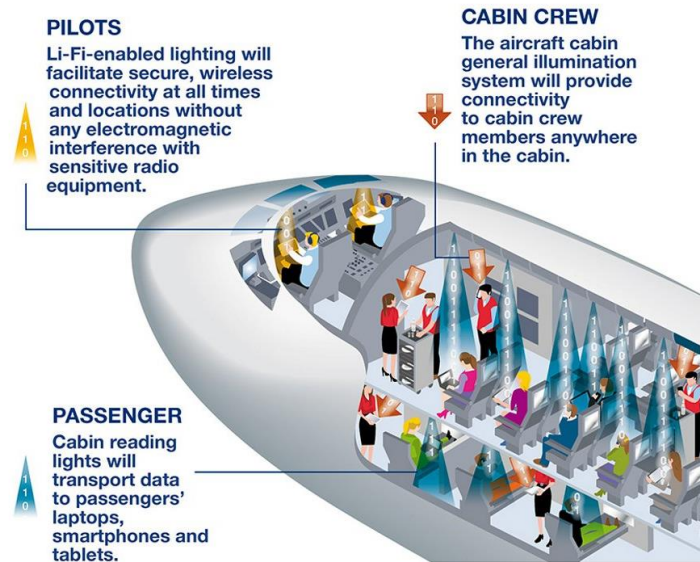 PILOTS
Li-Fi-enabled lighting will
facilitate secure, wireless
connectivity at all times
and locations without
any electromagnetic
interference with
sensitive radio
equipment.
CABIN CREW
The aircraft cabin
general illumination
system will provide
connectivity
to cabin crew
members anywhere
in the cabin.
PASSENGER
Cabin reading
lights will
transport data
to passengers'
laptops,
smartphones and
tablets.